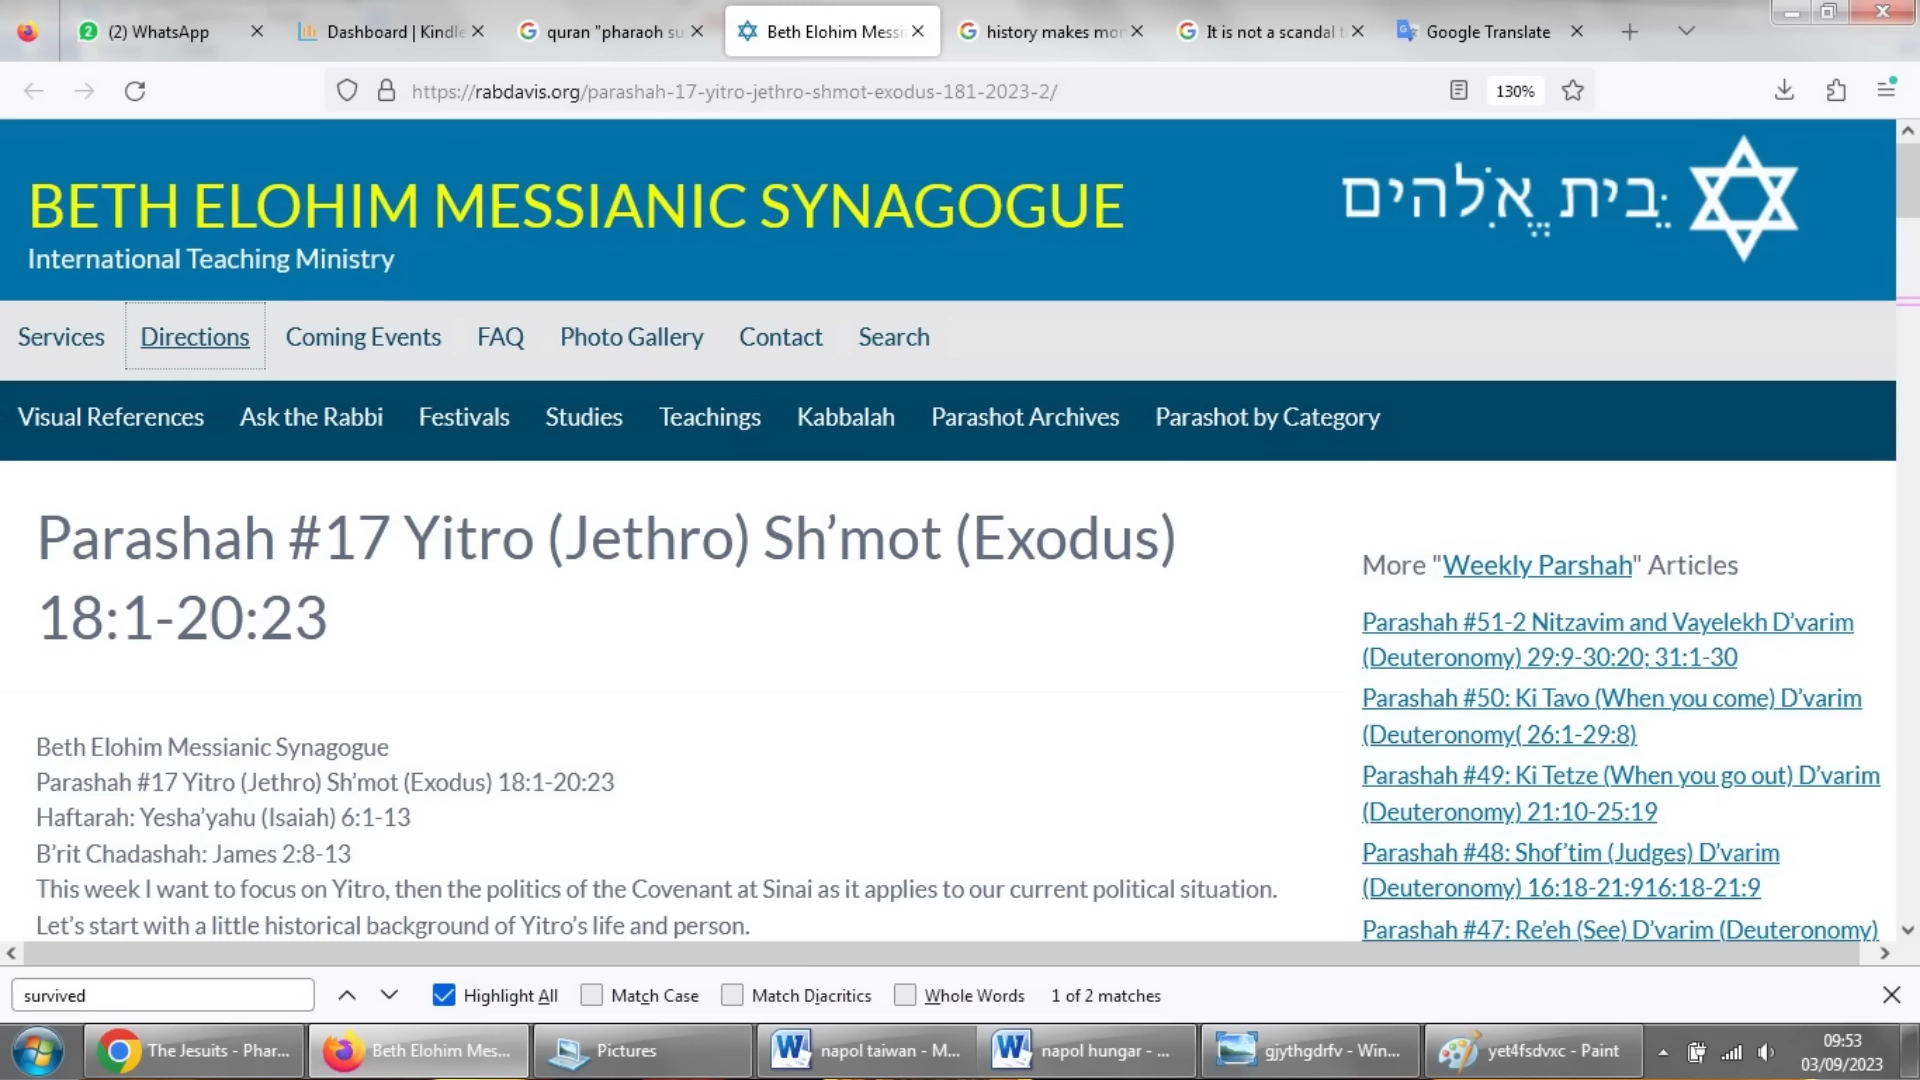 (2) WhatsApp
Dashboard | Kindle
quran "pharaoh su
Beth Elohim Messi
history makes mor
It is not a scandal t
Google Translate
https://rabdavis.org/parashah-17-yitro-jethro-shmot-exodus-181-2023-2/
130%
BETH ELOHIM MESSIANIC SYNAGOGUE
בֵּית אֱלֹהִים
International Teaching Ministry
Services Directions Coming Events FAQ Photo Gallery Contact Search
Visual References Ask the Rabbi Festivals Studies Teachings Kabbalah Parashot Archives Parashot by Category
Parashah #17 Yitro (Jethro) Sh’mot (Exodus)
18:1-20:23
Beth Elohim Messianic Synagogue
Parashah #17 Yitro (Jethro) Sh’mot (Exodus) 18:1-20:23
Haftarah: Yesha’yahu (Isaiah) 6:1-13
B’rit Chadashah: James 2:8-13
This week I want to focus on Yitro, then the politics of the Covenant at Sinai as it applies to our current political situation.
Let’s start with a little historical background of Yitro’s life and person.
More "Weekly Parshah" Articles
Parashah #51-2 Nitzavim and Vayelekh D’varim
(Deuteronomy) 29:9-30:20; 31:1-30
Parashah #50: Ki Tavo (When you come) D’varim
(Deuteronomy( 26:1-29:8)
Parashah #49: Ki Tetze (When you go out) D’varim
(Deuteronomy) 21:10-25:19
Parashah #48: Shof’tim (Judges) D’varim
(Deuteronomy) 16:18-21:916:18-21:9
Parashah #47: Re’eh (See) D’varim (Deuteronomy)
survived
Highlight All
Match Case
Match Diacritics
Whole Words
1 of 2 matches
The Jesuits - Phar...
Beth Elohim Mes...
Pictures
napol taiwan - M...
napol hungar - ...
gjythgdrfv - Win...
yet4fsdvxc - Paint
09:53
03/09/2023